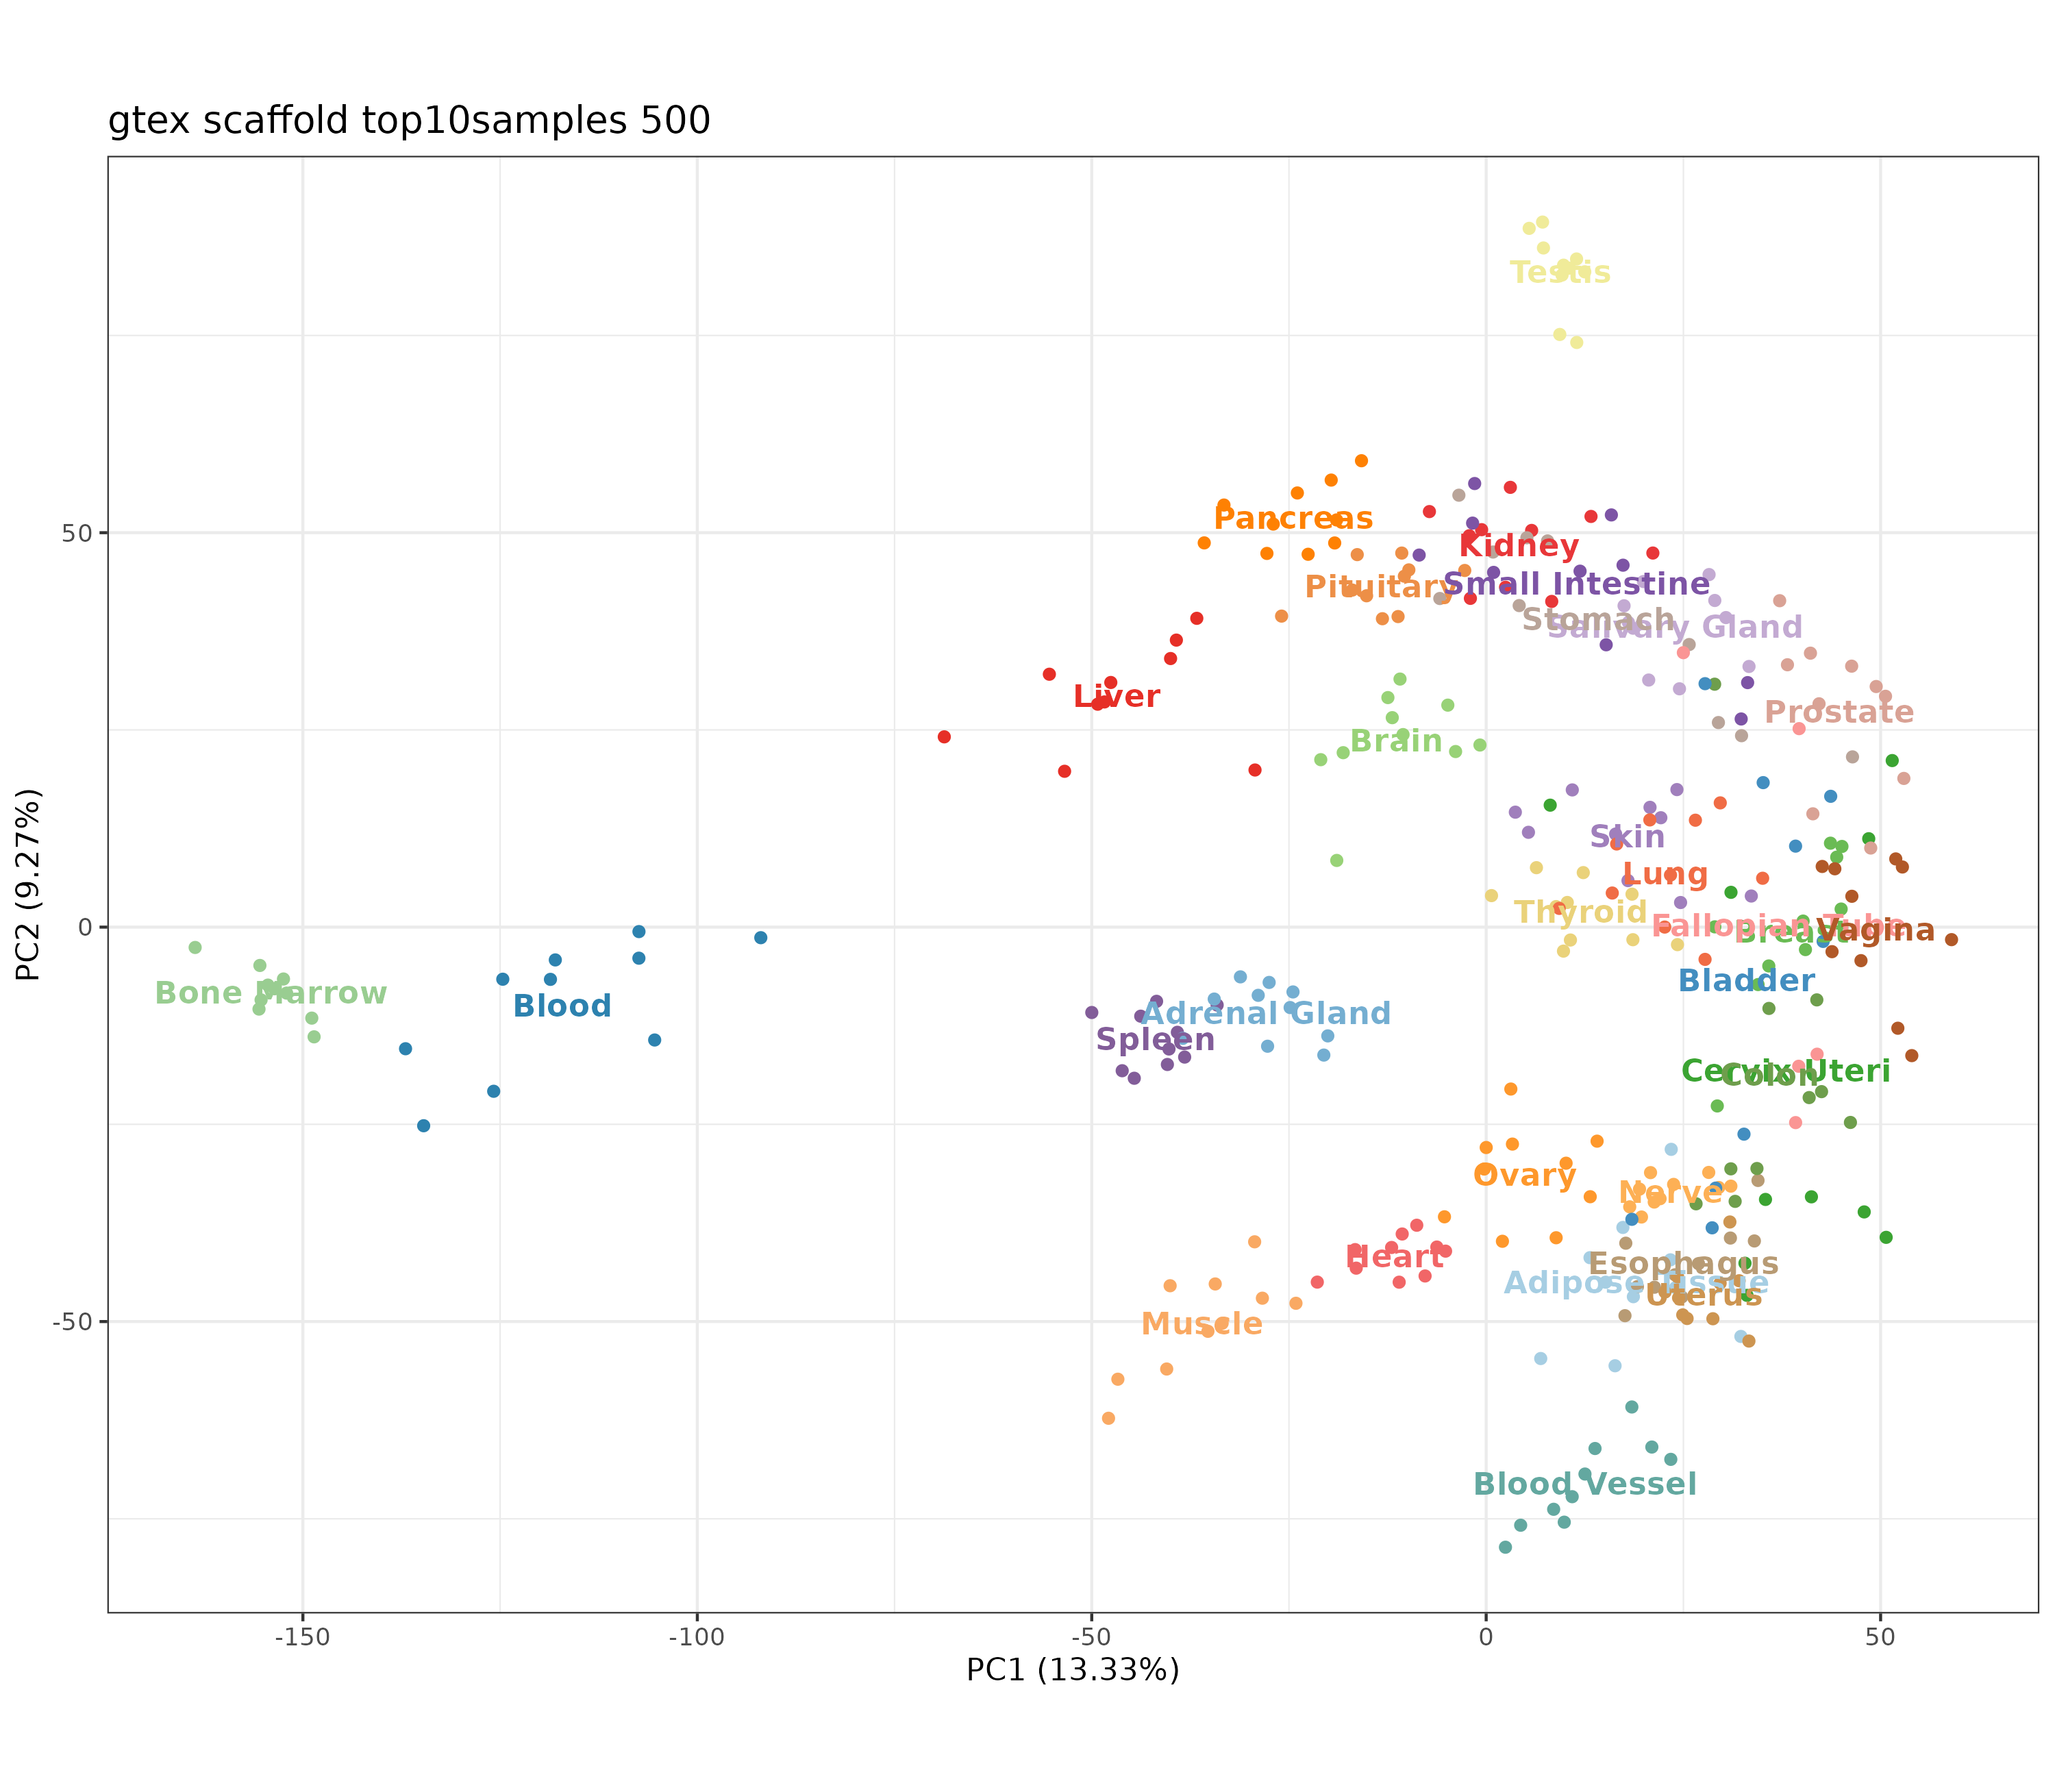 gtex scaffold top10samples 500
Testis
Pancreas
Kidney
Pituitary
Small Intestine
Stomach
Salivary Gland
Liver
Prostate
Brain
Skin
Lung
Thyroid
Fallopian Tube
Breast
Vagina
Bladder
Bone Marrow
Blood
Adrenal Gland
Spleen
Cervix Uteri
Colon
Ovary
Nerve
Heart
Esophagus
Adipose Tissue
Uterus
Muscle
Blood Vessel
50
0
-50
PC2 (9.27%)
-150
-100
-50
0
50
PC1 (13.33%)